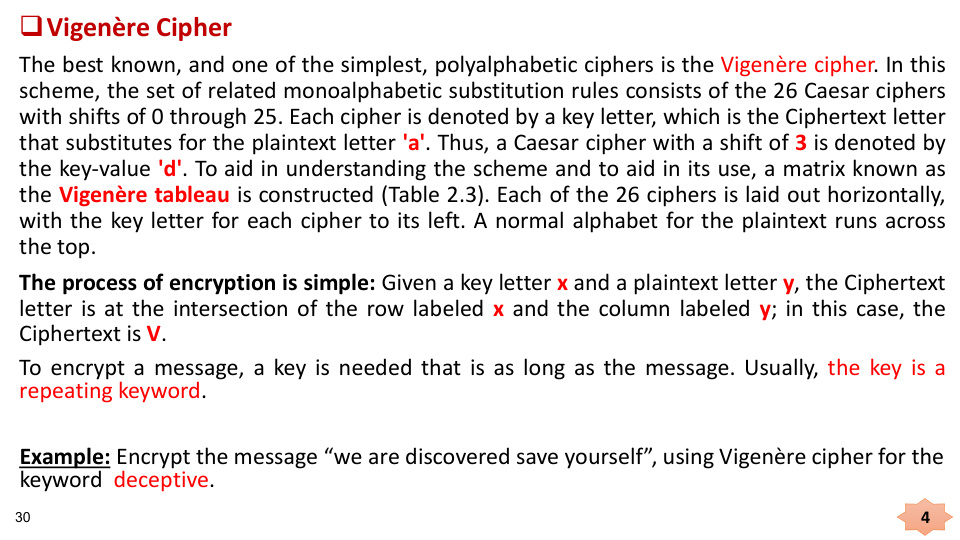 ❑Vigenère Cipher
The best known, and one of the simplest, polyalphabetic ciphers is the Vigenère cipher. In this
scheme, the set of related monoalphabetic substitution rules consists of the 26 Caesar ciphers
with shifts of 0 through 25. Each cipher is denoted by a key letter, which is the Ciphertext letter
that substitutes for the plaintext letter 'a'. Thus, a Caesar cipher with a shift of 3 is denoted by
the key-value 'd'. To aid in understanding the scheme and to aid in its use, a matrix known as
the Vigenère tableau is constructed (Table 2.3). Each of the 26 ciphers is laid out horizontally,
with the key letter for each cipher to its left. A normal alphabet for the plaintext runs across
the top.
The process of encryption is simple: Given a key letter x and a plaintext letter y, the Ciphertext
letter is at the intersection of the row labeled x and the column labeled y; in this case, the
Ciphertext is V.
To encrypt a message, a key is needed that is as long as the message. Usually, the key is a
repeating keyword.
Example: Encrypt the message “we are discovered save yourself”, using Vigenère cipher for the
keyword deceptive.
30
4